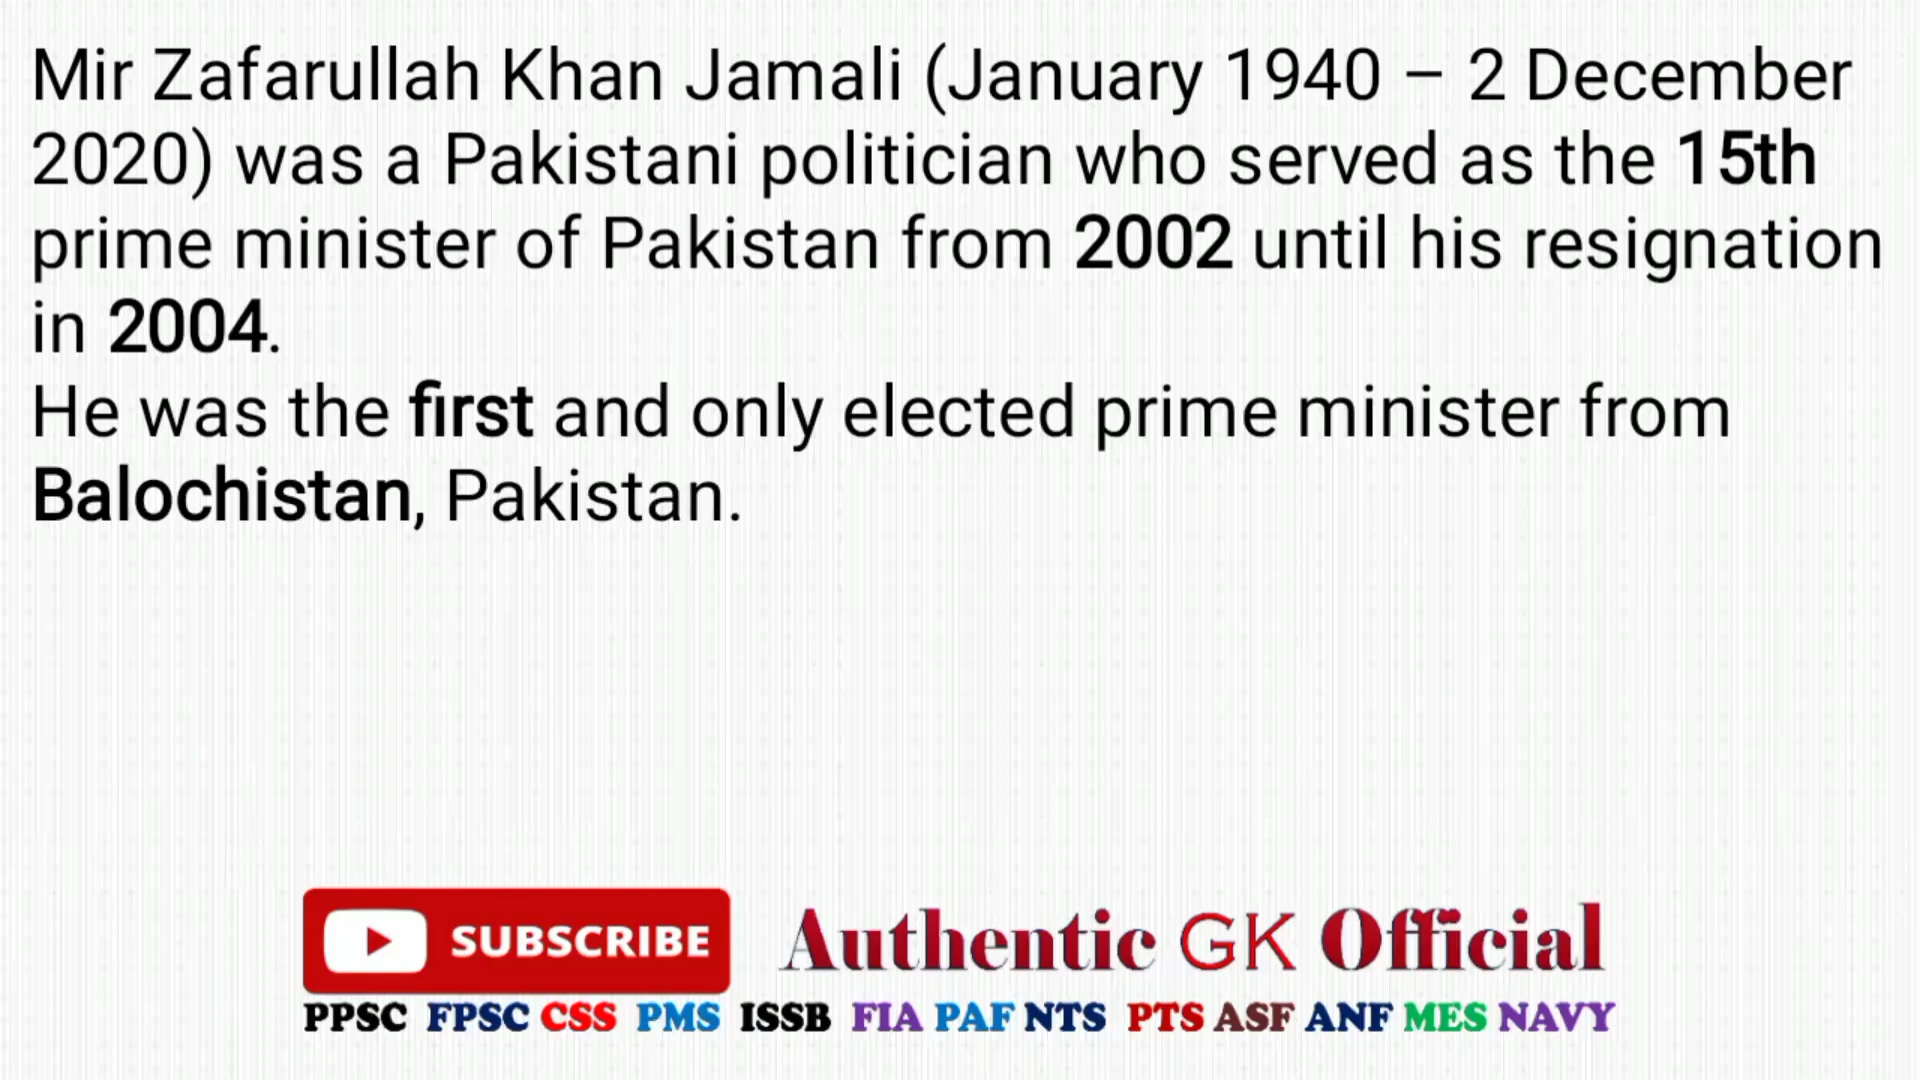 Mir Zafarullah Khan Jamali (January 1940 – 2 December
2020) was a Pakistani politician who served as the 15th
prime minister of Pakistan from 2002 until his resignation
in 2004.
He was the first and only elected prime minister from
Balochistan, Pakistan.
SUBSCRIBE Authentic GK Official
PPSC FPSC CSS PMS ISSB FIA PAF NTS PTS ASF ANF MES NAVY